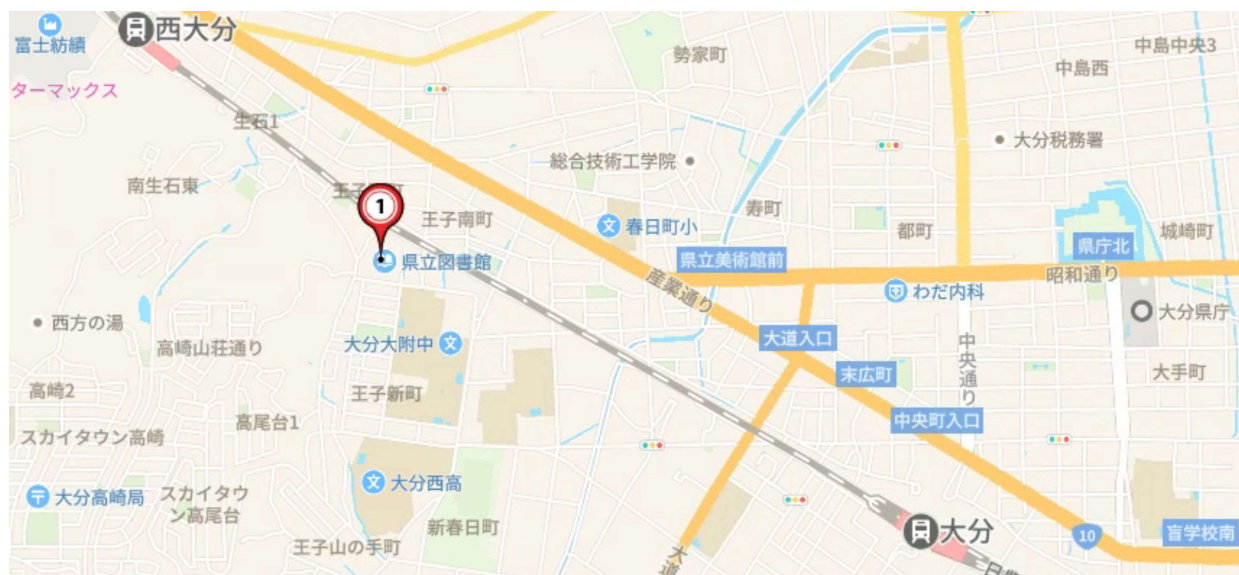 西大分
富士紡績
ターマックス
勢家町
中島中央3
中島西
生石1
大分税務署
総合技術工学院
南生石東
王子南町
春日町小
寿町
都町
県庁北
城崎町
県立図書館
県立美術館前
昭和通り
産業通り
わだ内科
西方の湯
大分県庁
高崎山荘通り
大分大附中
大道入口
中央通り
末広町
大手町
高崎2
王子新町
高尾台1
中央町入口
スカイタウン高崎
大分西高
大分高崎局
スカイタウ
ン高尾台
新春日町
王子山の手町
大分
10
盲学校南
大道
1